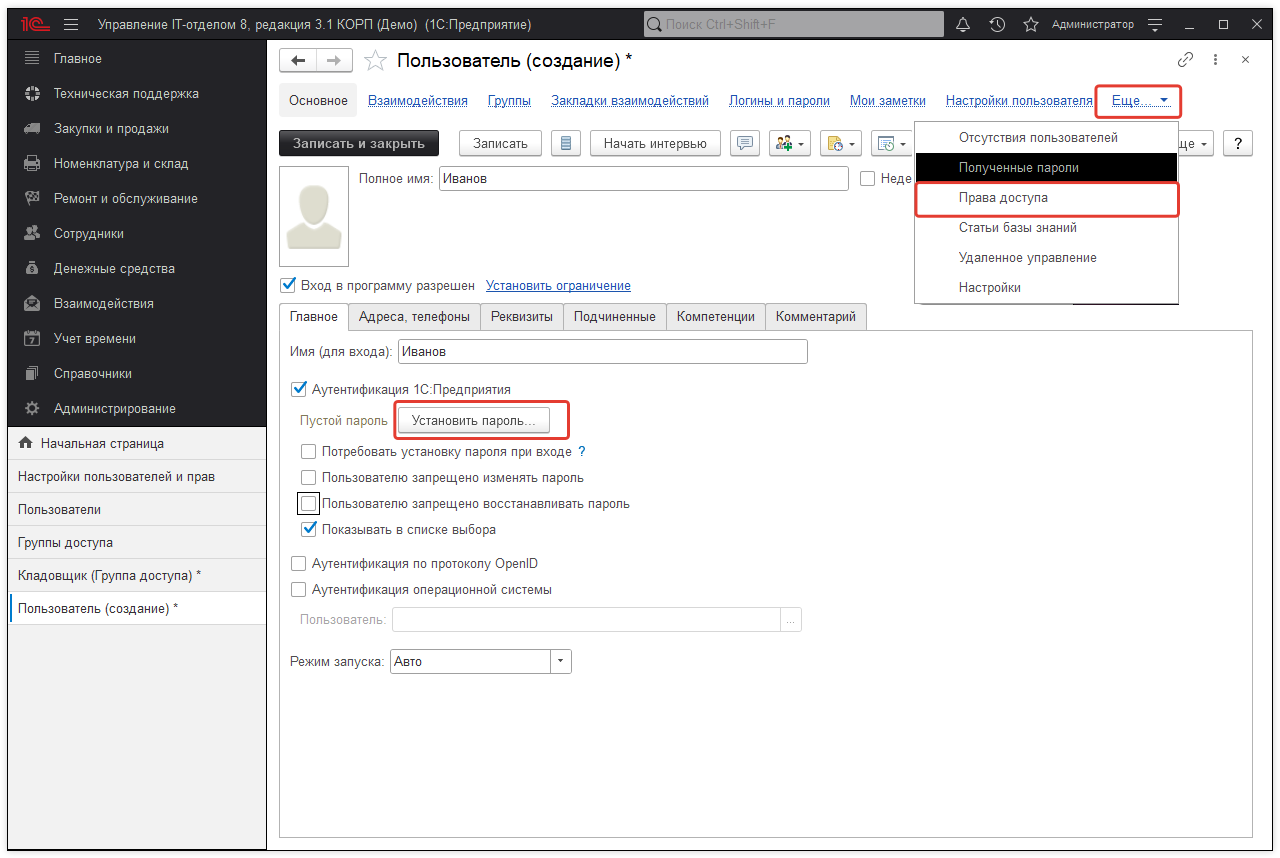 1С Управление IT-отделом 8, редакция 3.1 КОРП (Демо) (1С:Предприятие) Поиск Ctrl+Shift+F Администратор
Главное
Техническая поддержка
Закупки и продажи
Номенклатура и склад
Ремонт и обслуживание
Сотрудники
Денежные средства
Взаимодействия
7 Учет времени
Справочники
Администрирование
Начальная страница
Настройки пользователей и прав
Пользователи
Группы доступа
Кладовщик (Группа доступа) *
Пользователь (создание) *
Пользователь (создание) *
Основное Взаимодействия Группы Закладки взаимодействий Логины и пароли Мои заметки Настройки пользователя Еще...
Записать и закрыть Записать Начать интервью ще ?
Отсутствия пользователей
Полученные пароли
Права доступа
Статьи базы знаний
Удаленное управление
Настройки
Полное имя: Иванов Неде
Вход в программу разрешен Установить ограничение
Главное Адреса, телефоны Реквизиты Подчиненные Компетенции Комментарий
Имя (для входа): Иванов
Аутентификация 1С:Предприятия
Пустой пароль Установить пароль...
Потребовать установку пароля при входе ?
Пользователю запрещено изменять пароль
Пользователю запрещено восстанавливать пароль
Показывать в списке выбора
Аутентификация по протоколу OpenID
Аутентификация операционной системы
Пользователь: ...
Режим запуска: Авто